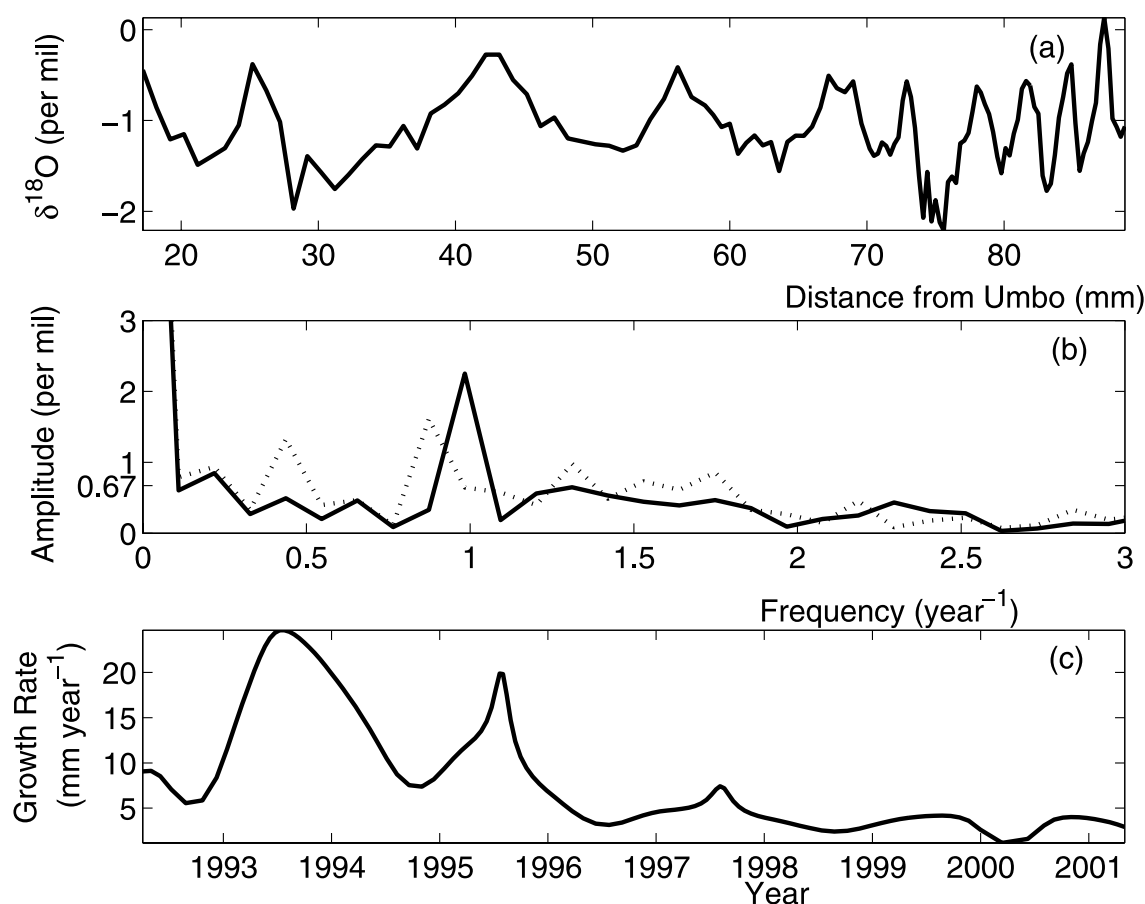 0
−1
−2
δ18O (per mil)
(a)
20 30 40 50 60 70 80
Distance from Umbo (mm)
3
2
1
0.67
0
Amplitude (per mil)
(b)
0 0.5 1 1.5 2 2.5 3
Frequency (year−1)
20
15
10
5
Growth Rate
(mm year−1)
(c)
1993 1994 1995 1996 1997 1998 1999 2000 2001
Year